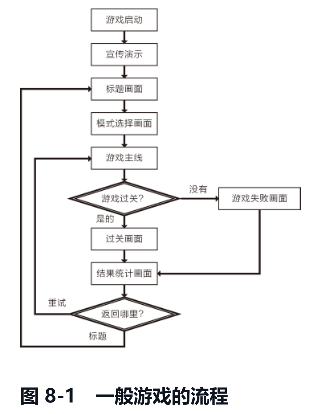 游戏启动
宣传演示
标题画面
模式选择画面
游戏主线
游戏过关?
没有
游戏失败画面
是的
过关画面
结果统计画面
重试
返回哪里?
标题
图 8-1 一般游戏的流程